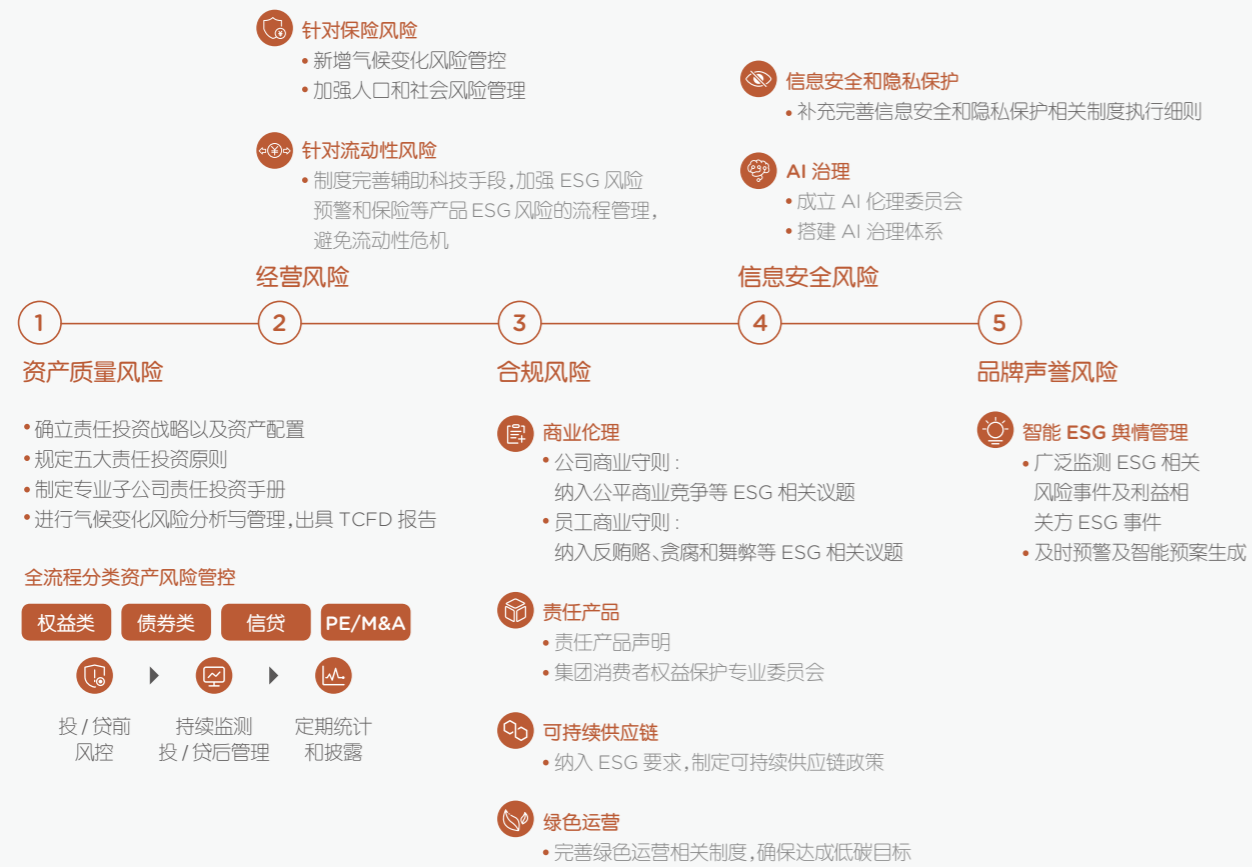 针对保险风险
• 新增气候变化风险管控
• 加强人口和社会风险管理
针对流动性风险
• 制度完善辅助科技手段,加强 ESG 风险
预警和保险等产品 ESG 风险的流程管理,
避免流动性危机
经营风险
信息安全和隐私保护
• 补充完善信息安全和隐私保护相关制度执行细则
AI 治理
• 成立 AI 伦理委员会
• 搭建 AI 治理体系
信息安全风险
1
2
3
4
5
资产质量风险
• 确立责任投资战略以及资产配置
• 规定五大责任投资原则
• 制定专业子公司责任投资手册
• 进行气候变化风险分析与管理,出具 TCFD 报告
全流程分类资产风险管控
权益类
债券类
信贷
PE/M&A
投 / 贷前
风控
持续监测
投 / 贷后管理
定期统计
和披露
合规风险
商业伦理
• 公司商业守则 :
纳入公平商业竞争等 ESG 相关议题
• 员工商业守则 :
纳入反贿赂、贪腐和舞弊等 ESG 相关议题
责任产品
• 责任产品声明
• 集团消费者权益保护专业委员会
可持续供应链
• 纳入 ESG 要求,制定可持续供应链政策
绿色运营
• 完善绿色运营相关制度,确保达成低碳目标
品牌声誉风险
智能 ESG 舆情管理
• 广泛监测 ESG 相关
风险事件及利益相
关方 ESG 事件
• 及时预警及智能预案生成